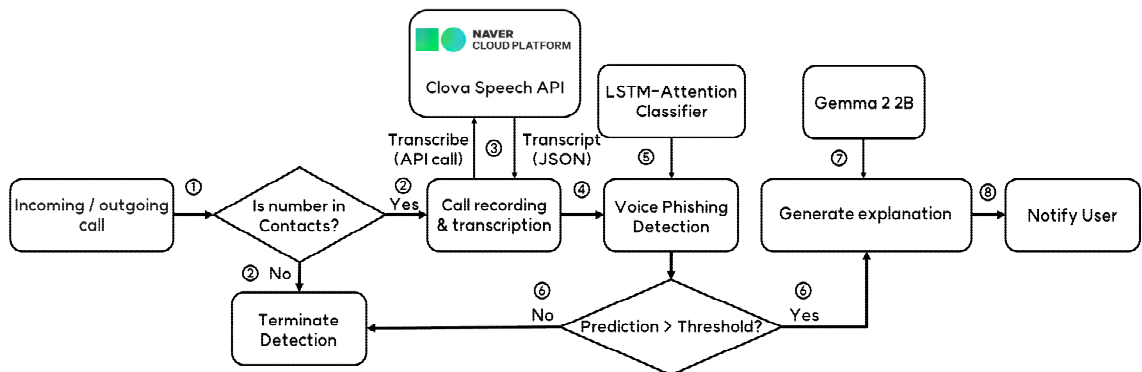 NAVER
CLOUD PLATFORM
Clova Speech API
LSTM-Attention
Classifier
Gemma 2 2B
Transcribe
(API call)
③
Transcript
(JSON)
⑤
⑦
Incoming / outgoing
call
①
Is number in
Contacts?
②
Yes
Call recording
& transcription
④
Voice Phishing
Detection
Generate explanation
⑧
Notify User
② No
Terminate
Detection
⑥
No
Prediction > Threshold?
⑥
Yes